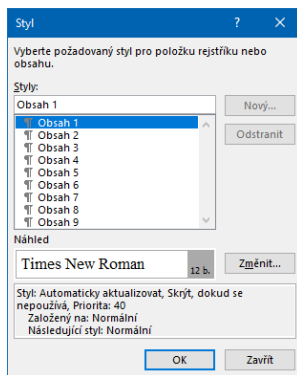 Styl ? ×
Vyberte požadovaný styl pro položku rejstříku nebo
obsahu.
Styly:
Obsah 1
Nový...
¶ Obsah 1
¶ Obsah 2
Odstranit
¶ Obsah 3
¶ Obsah 4
¶ Obsah 5
¶ Obsah 6
¶ Obsah 7
¶ Obsah 8
¶ Obsah 9
Náhled
Times New Roman
12 b.
Změnit...
Styl: Automaticky aktualizovat, Skrýt, dokud se
nepoužívá, Priorita: 40
Založený na: Normální
Následující styl: Normální
OK
Zavřít